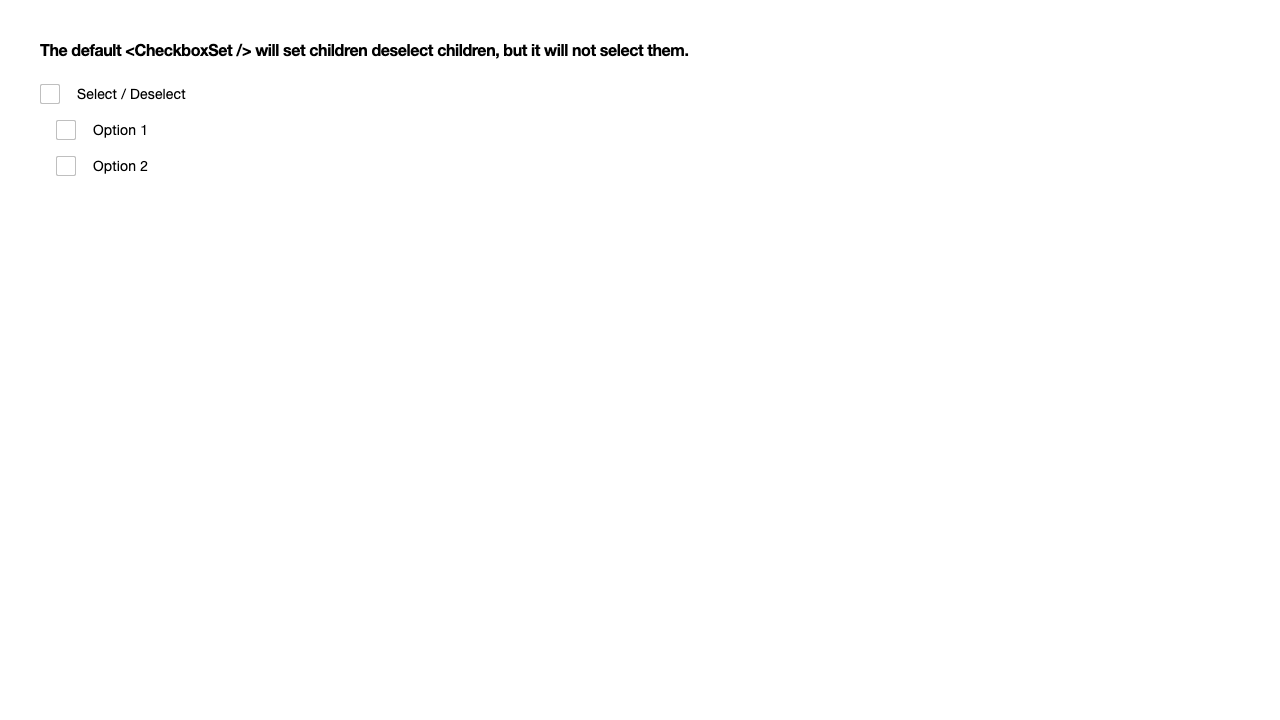 The default <CheckboxSet /> will set children deselect children, but it will not select them.
Select / Deselect
Option 1
Option 2